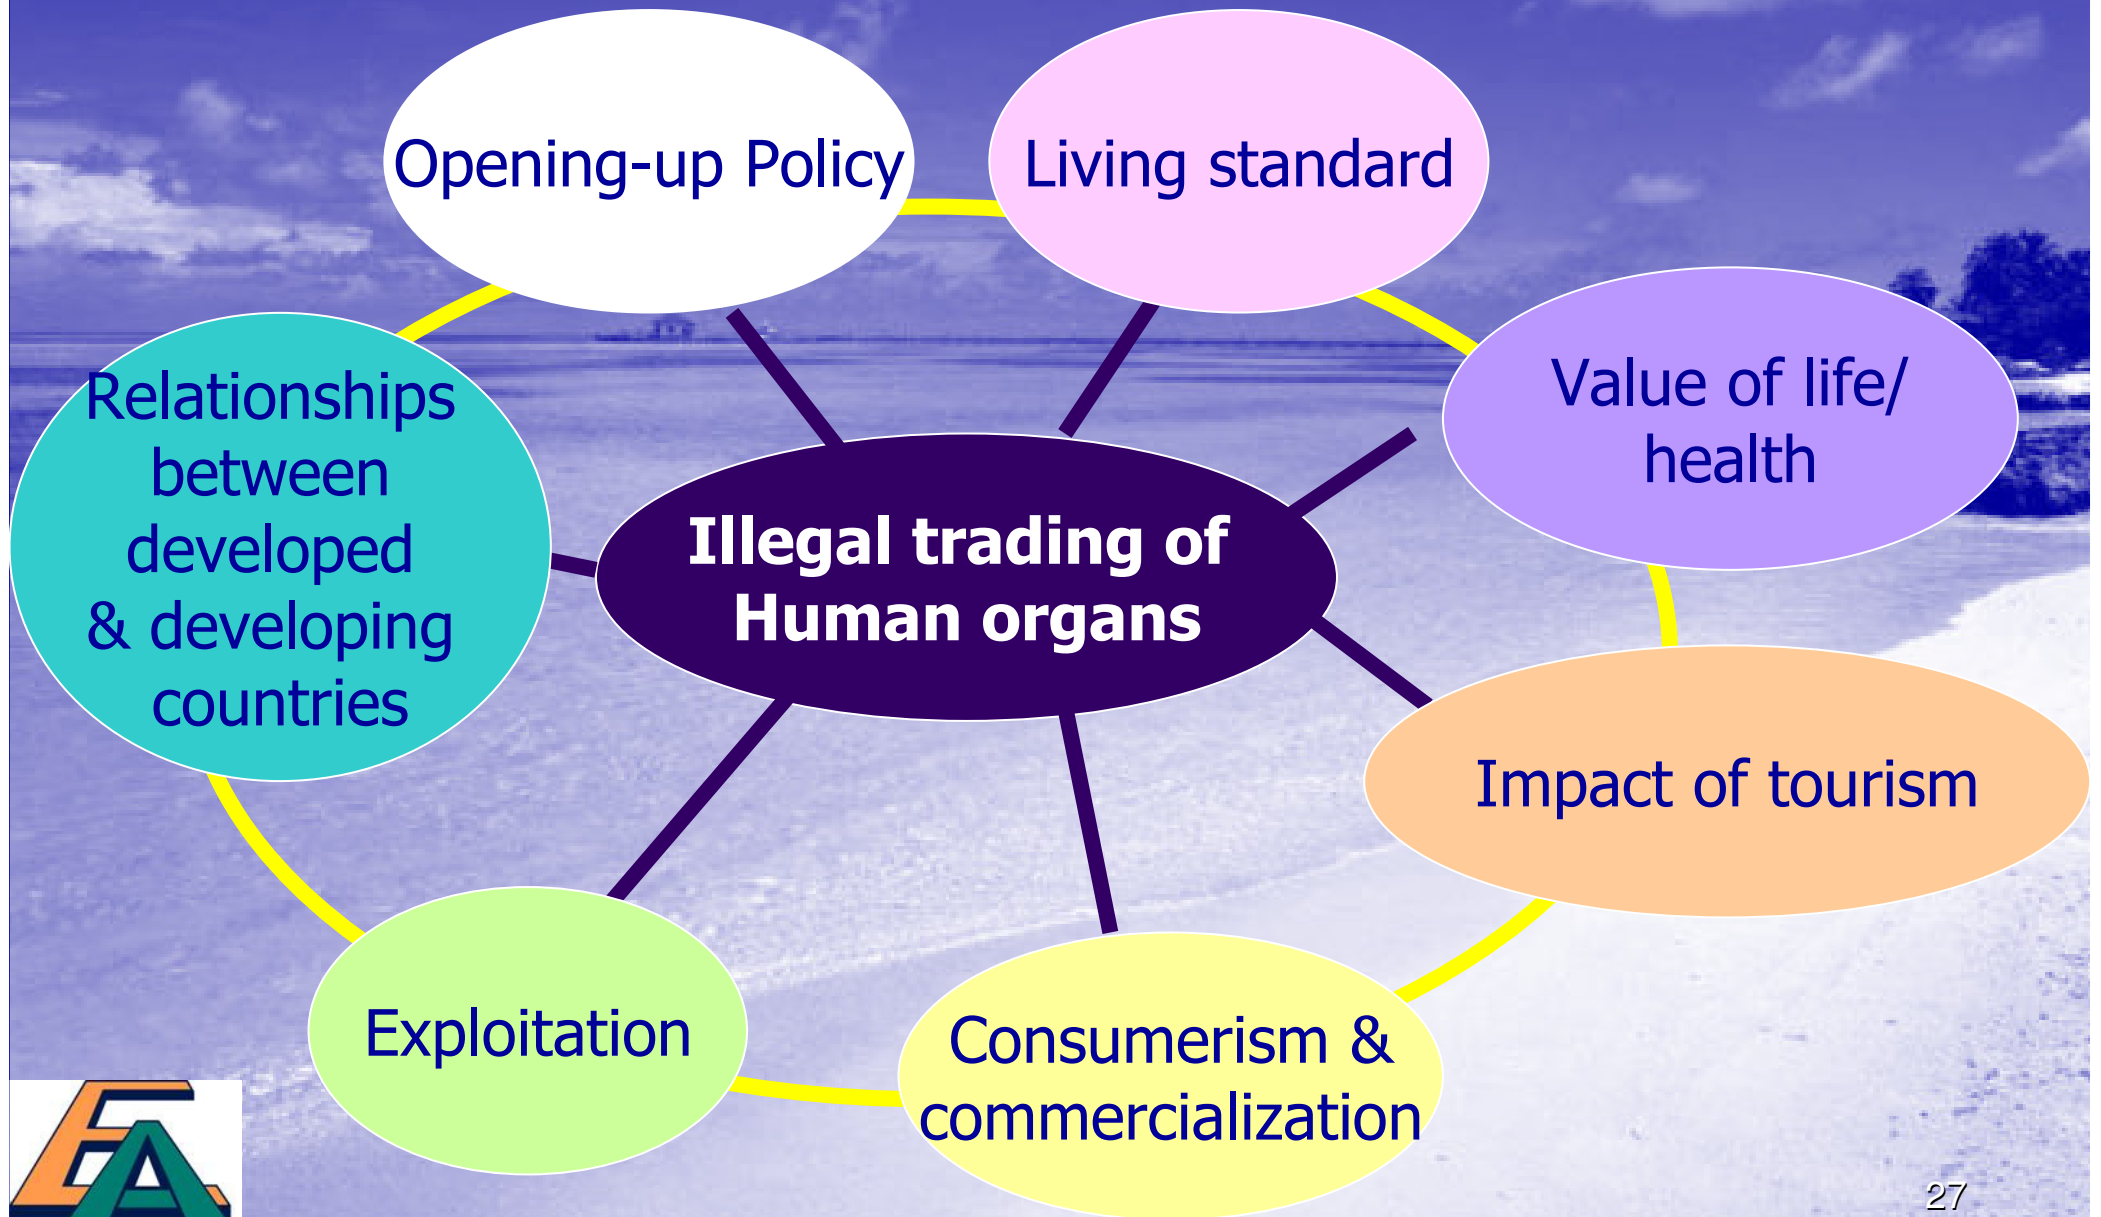 Opening-up Policy
Living standard
Value of life/
health
Impact of tourism
Consumerism &
commercialization
Exploitation
Relationships
between
developed
& developing
countries
Illegal trading of
Human organs
EA
27